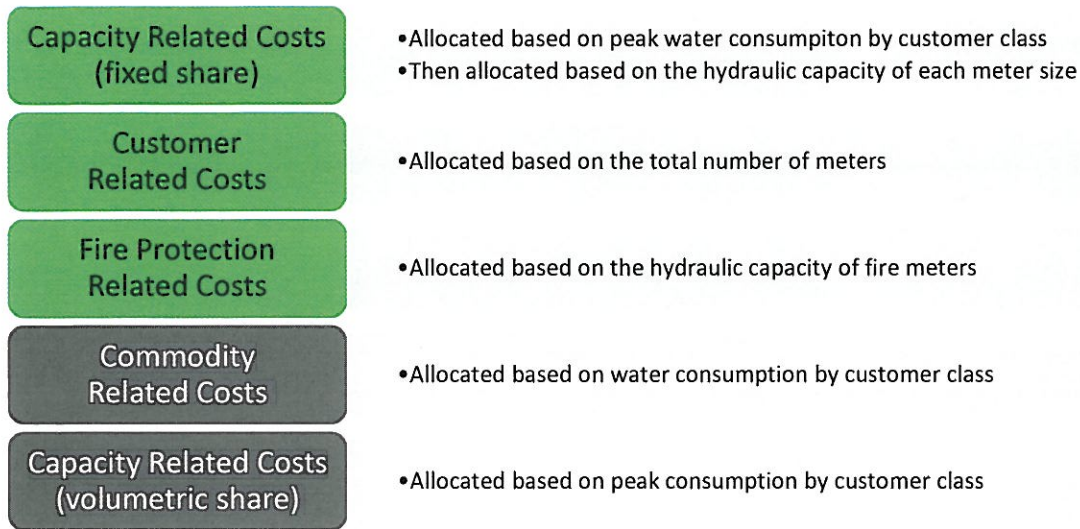 Capacity Related Costs
(fixed share)
•Allocated based on peak water consumpiton by customer class
•Then allocated based on the hydraulic capacity of each meter size
Customer
Related Costs
•Allocated based on the total number of meters
Fire Protection
Related Costs
•Allocated based on the hydraulic capacity of fire meters
Commodity
Related Costs
•Allocated based on water consumption by customer class
Capacity Related Costs
(volumetric share)
•Allocated based on peak consumption by customer class